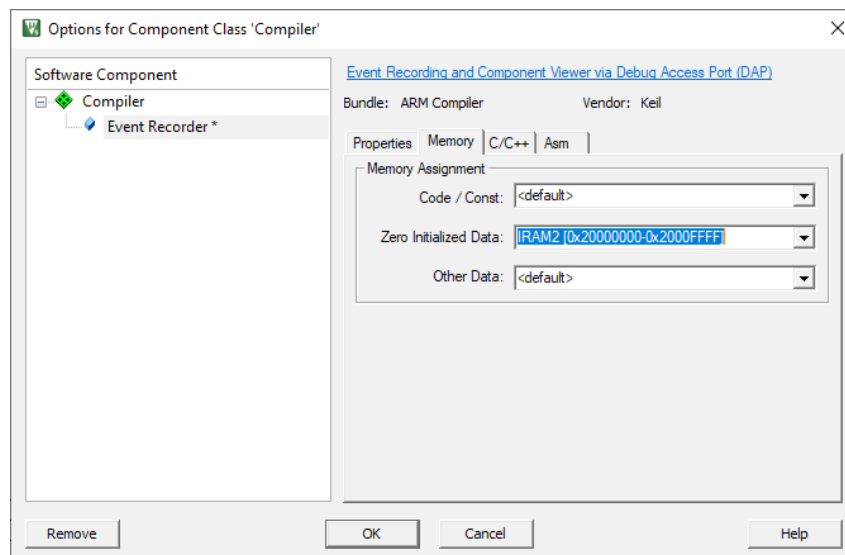 Options for Component Class 'Compiler'
Software Component
Compiler
Event Recorder *
Event Recording and Component Viewer via Debug Access Port (DAP)
Bundle: ARM Compiler Vendor: Keil
Properties Memory C/C++ Asm
Memory Assignment
Code / Const: <default>
Zero Initialized Data: IRAM2 [0x20000000-0x2000FFFF]
Other Data: <default>
Remove OK Cancel Help